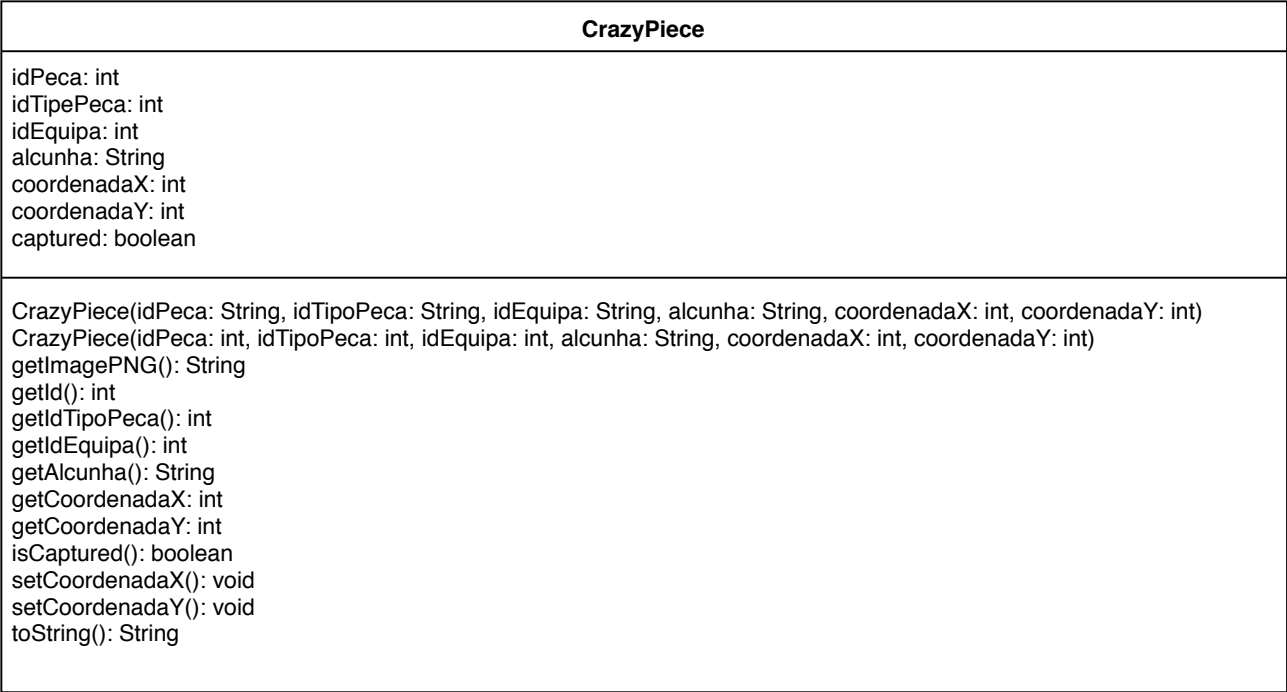 CrazyPiece
idPeca: int
idTipePeca: int
idEquipa: int
alcunha: String
coordenadaX: int
coordenadaY: int
captured: boolean
CrazyPiece(idPeca: String, idTipoPeca: String, idEquipa: String, alcunha: String, coordenadaX: int, coordenadaY: int)
CrazyPiece(idPeca: int, idTipoPeca: int, idEquipa: int, alcunha: String, coordenadaX: int, coordenadaY: int)
getImagePNG(): String
getId(): int
getIdTipoPeca(): int
getIdEquipa(): int
getAlcunha(): String
getCoordenadaX: int
getCoordenadaY: int
isCaptured(): boolean
setCoordenadaX(): void
setCoordenadaY(): void
toString(): String